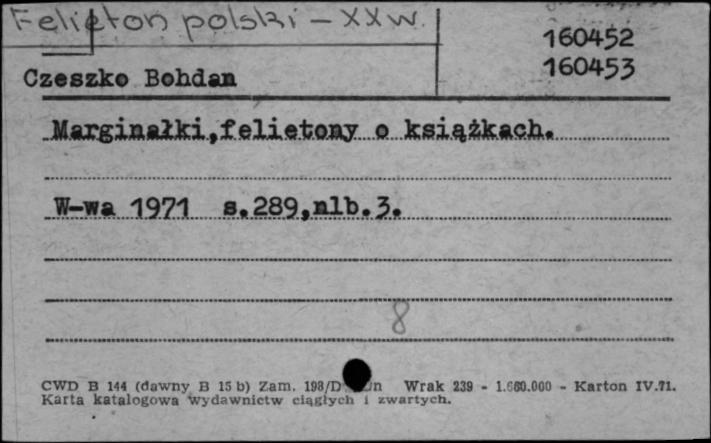 Felieton polski - XX w.
160452
160453
Czeszko Bohdan
Marginałki,felietony o książkach.
W-wa 1971 s.289,nlb.3.
8
CWD B 144 (dawny B 15 b) Zam. 198/D Wrak 239 - 1.660.000 - Karton IV.71.
Karta katalogowa wydawnictw ciągłych i zwartych.